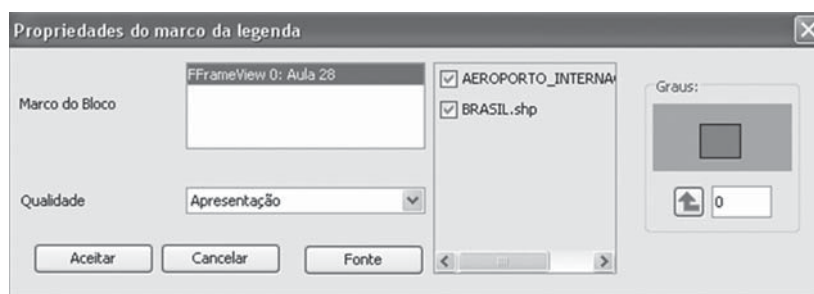 Propriedades do marco da legenda
Marco do Bloco
FFrameView 0: Aula 28
AEROPORTO_INTERNA
BRASIL.shp
Graus:
Qualidade
Apresentação
0
Aceitar
Cancelar
Fonte